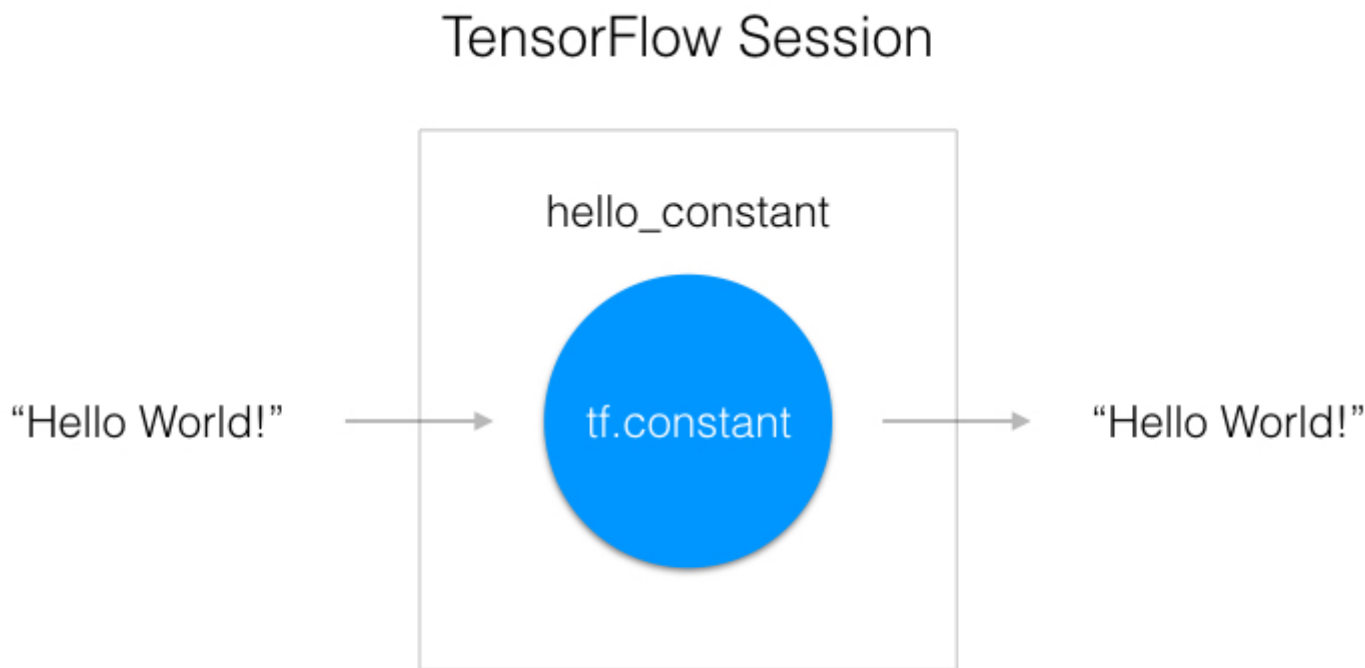 TensorFlow Session
hello_constant
“Hello World!”
tf.constant
“Hello World!”